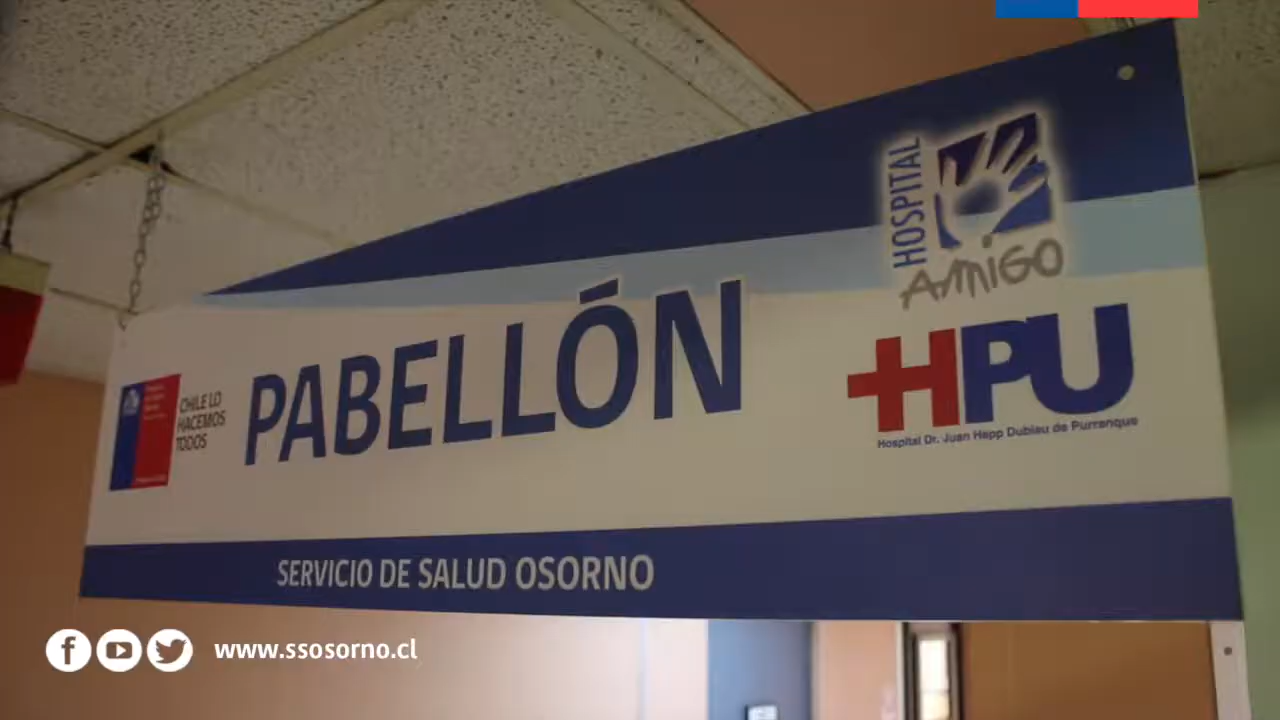 HOSPITAL
AMIGO
PABELLÓN
CHILE LO
HACEMOS
TODOS
HPU
Hospital Dr. Juan Hepp Dubiau de Purranque
SERVICIO DE SALUD OSORNO
www.ssosorno.cl